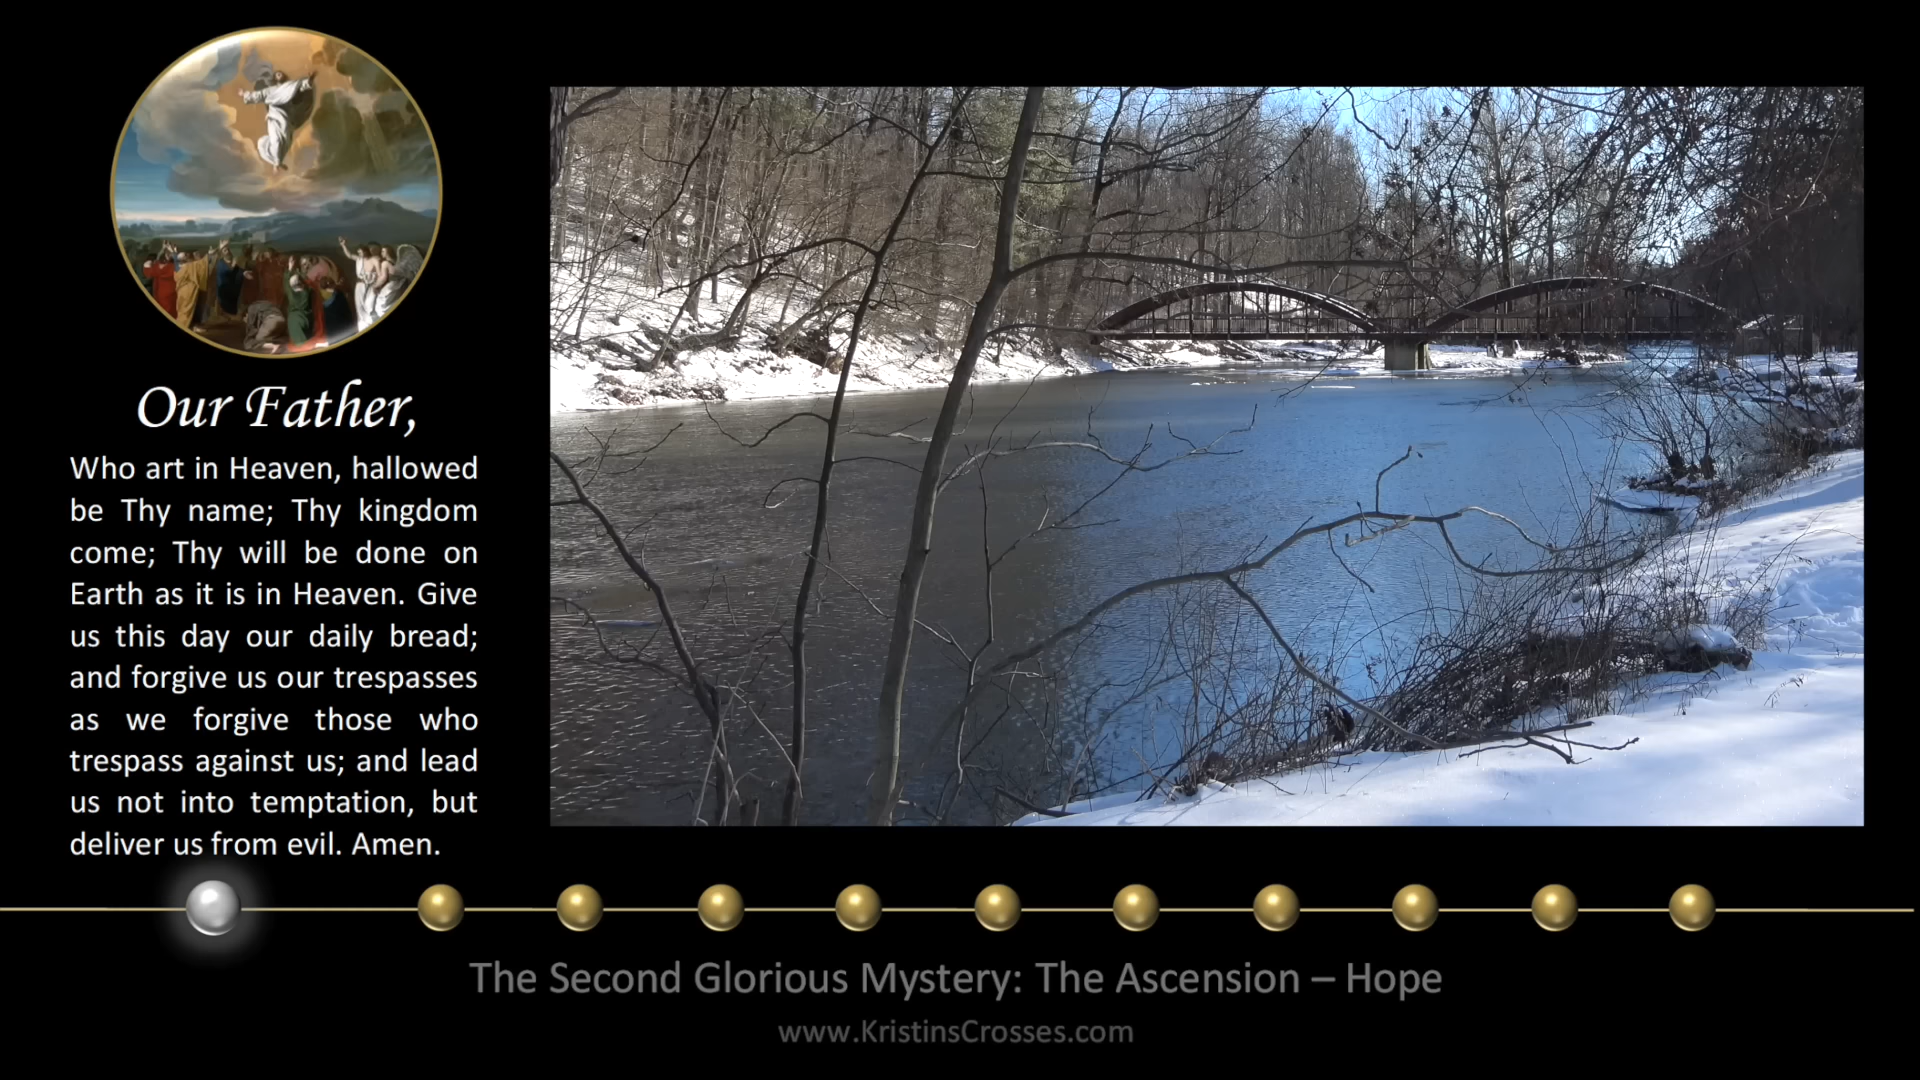 Our Father,
Who art in Heaven, hallowed
be Thy name; Thy kingdom
come; Thy will be done on
Earth as it is in Heaven. Give
us this day our daily bread;
and forgive us our trespasses
as we forgive those who
trespass against us; and lead
us not into temptation, but
deliver us from evil. Amen.
The Second Glorious Mystery: The Ascension – Hope
www.KristinsCrosses.com